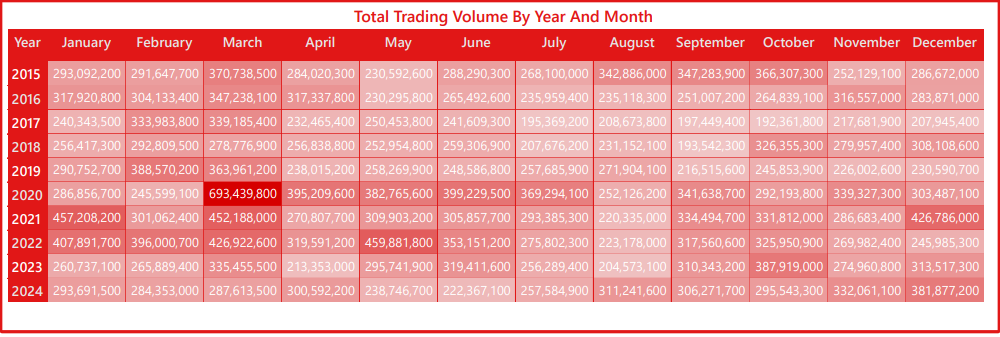 Total Trading Volume By Year And Month
Year January February March April May June July August September October November December
2015 293,092,200 291,647,700 370,738,500 284,020,300 230,592,600 288,290,300 268,100,000 342,886,000 347,283,900 366,307,300 252,129,100 286,672,000
2016 317,920,800 304,133,400 347,238,100 317,337,800 230,295,800 265,492,600 235,959,400 235,118,300 251,007,200 264,839,100 316,557,000 283,871,000
2017 240,343,500 333,983,800 339,185,400 232,465,400 250,453,800 241,609,300 195,369,200 208,673,800 197,449,400 192,361,800 217,681,900 207,945,400
2018 256,417,300 292,809,500 278,776,900 256,838,800 252,954,800 259,306,900 207,676,200 231,152,100 193,542,300 326,355,300 279,957,400 308,108,600
2019 290,752,700 388,570,200 363,961,200 238,015,200 258,269,900 248,586,800 257,685,900 271,904,100 216,515,600 245,853,900 226,002,600 230,590,700
2020 286,856,700 245,599,100 693,439,800 395,209,600 382,765,600 399,229,500 369,294,100 252,126,200 341,638,700 292,193,800 339,327,300 303,487,100
2021 457,208,200 301,062,400 452,188,000 270,807,700 309,903,200 305,857,700 293,385,300 220,335,000 334,494,700 331,812,000 286,683,400 426,786,000
2022 407,891,700 396,000,700 426,922,600 319,591,200 459,881,800 353,151,200 275,802,300 223,178,000 317,560,600 325,950,900 269,982,400 245,985,300
2023 260,737,100 265,889,400 335,455,500 213,353,000 295,741,900 319,411,600 256,289,400 204,573,100 310,343,200 387,919,000 274,960,800 313,517,300
2024 293,691,500 284,353,000 287,613,500 300,592,200 238,746,700 222,367,100 257,584,900 311,241,600 306,271,700 295,543,300 332,061,100 381,877,200